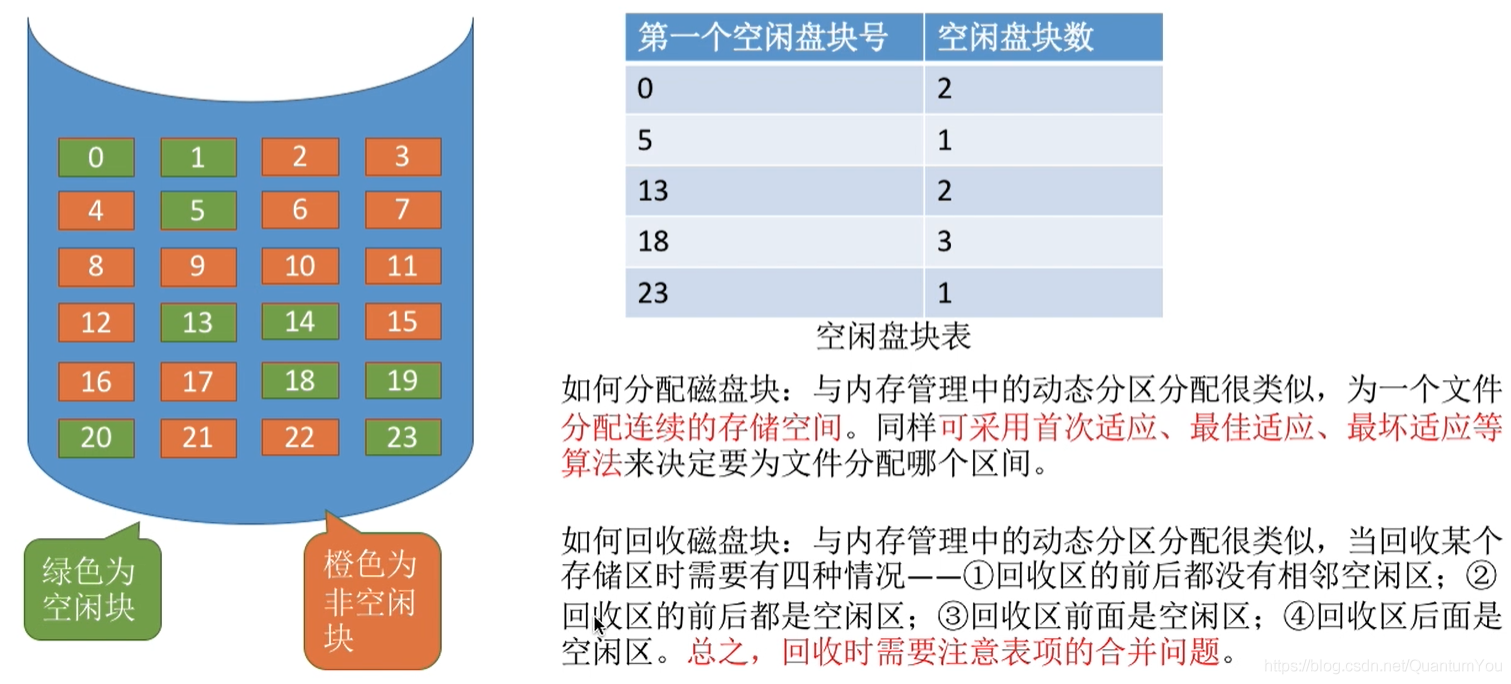 0 1 2 3
4 5 6 7
8 9 10 11
12 13 14 15
16 17 18 19
20 21 22 23
绿色为
空闲块
橙色为
非空闲
块
第一个空闲盘块号 空闲盘块数
0 2
5 1
13 2
18 3
23 1
空闲盘块表
如何分配磁盘块：与内存管理中的动态分区分配很类似，为一个文件
分配连续的存储空间。同样可采用首次适应、最佳适应、最坏适应等
算法来决定要为文件分配哪个区间。
如何回收磁盘块：与内存管理中的动态分区分配很类似，当回收某个
存储区时需要有四种情况——①回收区的前后都没有相邻空闲区；②
回收区的前后都是空闲区；③回收区前面是空闲区；④回收区后面是
空闲区。总之，回收时需要注意表项的合并问题。
https://blog.csdn.net/QuantumYou